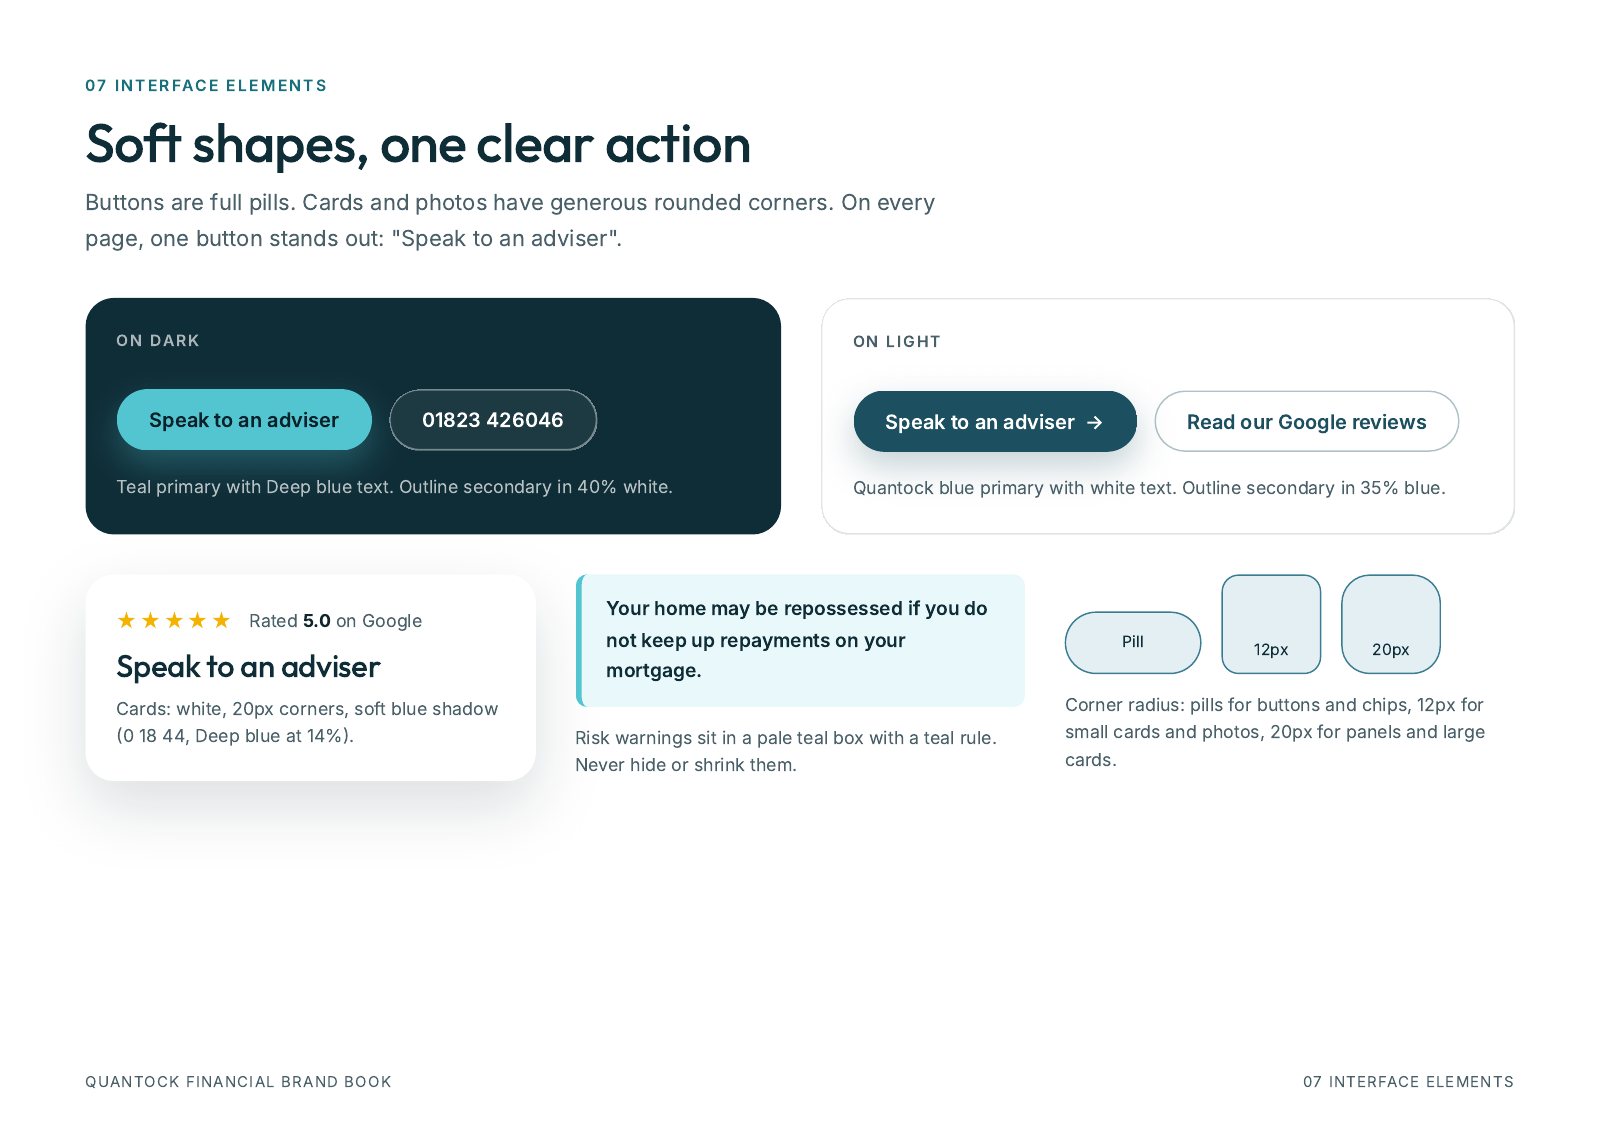 07 INTERFACE ELEMENTS
Soft shapes, one clear action
Buttons are full pills. Cards and photos have generous rounded corners. On every
page, one button stands out: "Speak to an adviser".
ON DARK
Speak to an adviser
01823 426046
Teal primary with Deep blue text. Outline secondary in 40% white.
ON LIGHT
Speak to an adviser →
Read our Google reviews
Quantock blue primary with white text. Outline secondary in 35% blue.
★★★★★ Rated 5.0 on Google
Speak to an adviser
Cards: white, 20px corners, soft blue shadow
(0 18 44, Deep blue at 14%).
Your home may be repossessed if you do
not keep up repayments on your
mortgage.
Risk warnings sit in a pale teal box with a teal rule.
Never hide or shrink them.
Pill
12px
20px
Corner radius: pills for buttons and chips, 12px for
small cards and photos, 20px for panels and large
cards.
QUANTOCK FINANCIAL BRAND BOOK
07 INTERFACE ELEMENTS